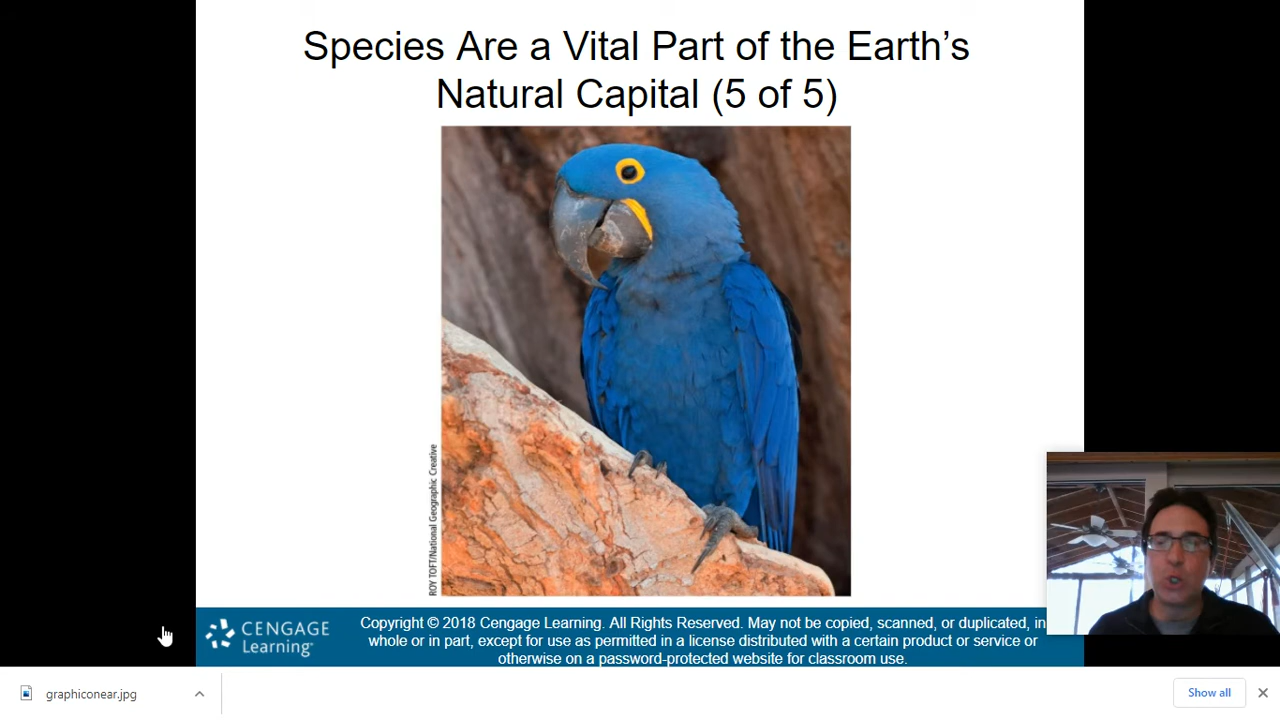 Species Are a Vital Part of the Earth’s
Natural Capital (5 of 5)
ROY TOFT/National Geographic Creative
CENGAGE
Learning™
Copyright © 2018 Cengage Learning. All Rights Reserved. May not be copied, scanned, or duplicated, in
whole or in part, except for use as permitted in a license distributed with a certain product or service or
otherwise on a password-protected website for classroom use.
graphiconear.jpg
Show all